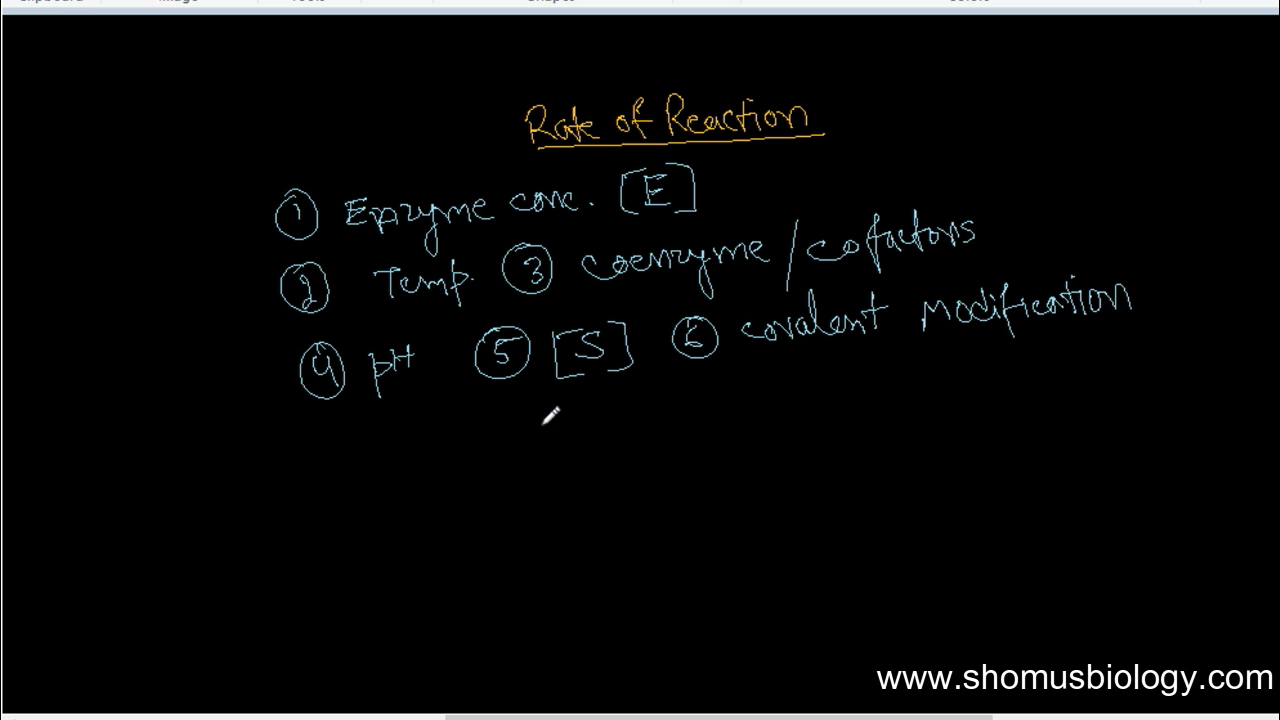 Rate of Reaction
① Enzyme conc. [E]
② Temp. ③ coenzyme / cofactors
④ pH ⑤ [S] ⑥ covalent modification
www.shomusbiology.com